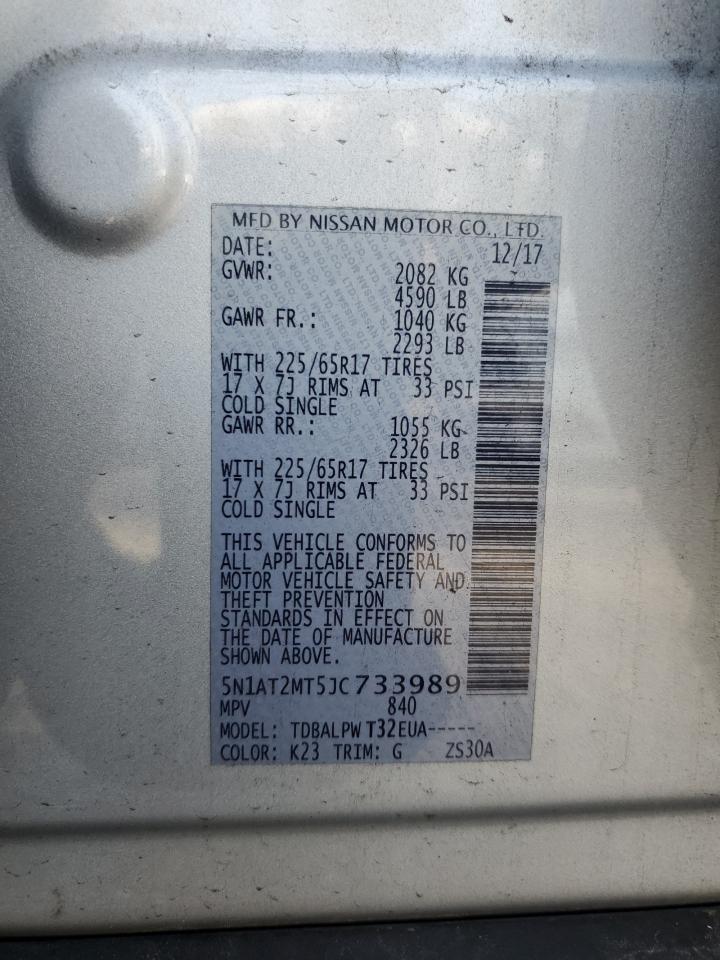 MFD BY NISSAN MOTOR CO., LTD.
DATE: 12/17
GVWR: 2082 KG
4590 LB
GAWR FR.: 1040 KG
2293 LB
WITH 225/65R17 TIRES
17 X 7J RIMS AT 33 PSI
COLD SINGLE
GAWR RR.: 1055 KG
2326 LB
WITH 225/65R17 TIRES
17 X 7J RIMS AT 33 PSI
COLD SINGLE
THIS VEHICLE CONFORMS TO
ALL APPLICABLE FEDERAL
MOTOR VEHICLE SAFETY AND
THEFT PREVENTION
STANDARDS IN EFFECT ON
THE DATE OF MANUFACTURE
SHOWN ABOVE.
5N1AT2MT5JC733989
MPV 840
MODEL: TDBALPW T32EUA-----
COLOR: K23 TRIM: G ZS30A